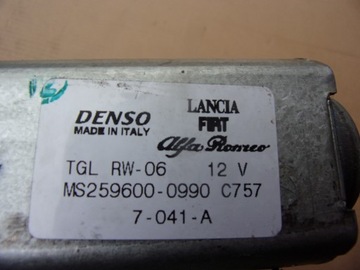 DENSO
MADE IN ITALY
LANCIA
FIAT
Alfa Romeo
TGL RW-06 12 V
MS259600-0990 C757
7-041-A